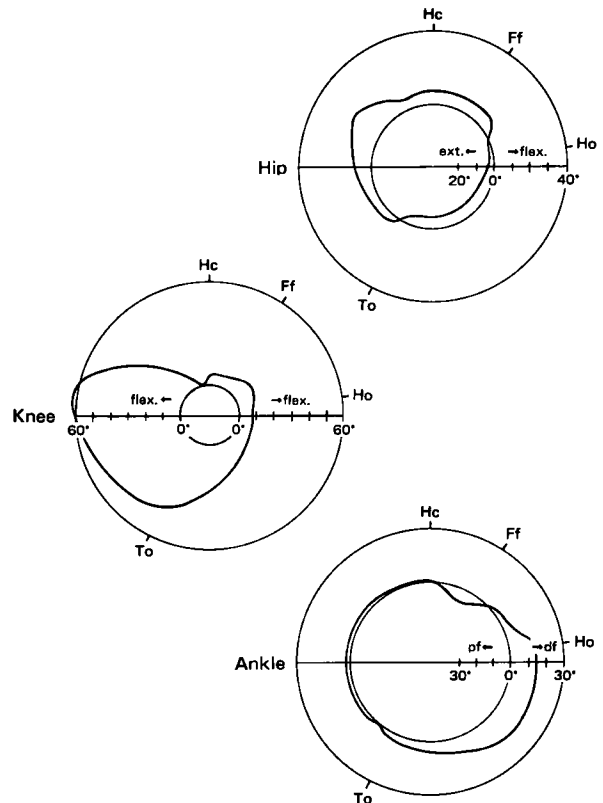 Hc
Ff
Ho
ext.← →flex.
Hip
20° 0° 40°
To
Hc
Ff
Ho
flex.← →flex.
Knee
60° 0° 0° 60°
To
Hc
Ff
Ho
pf← →df
Ankle
30° 0° 30°
To